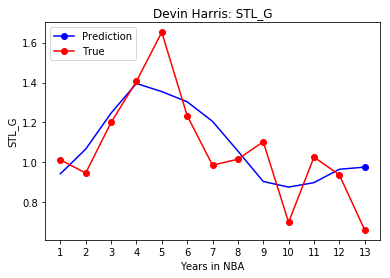 Devin Harris: STL_G
Prediction
True
STL_G
1.6
1.4
1.2
1.0
0.8
1 2 3 4 5 6 7 8 9 10 11 12 13
Years in NBA